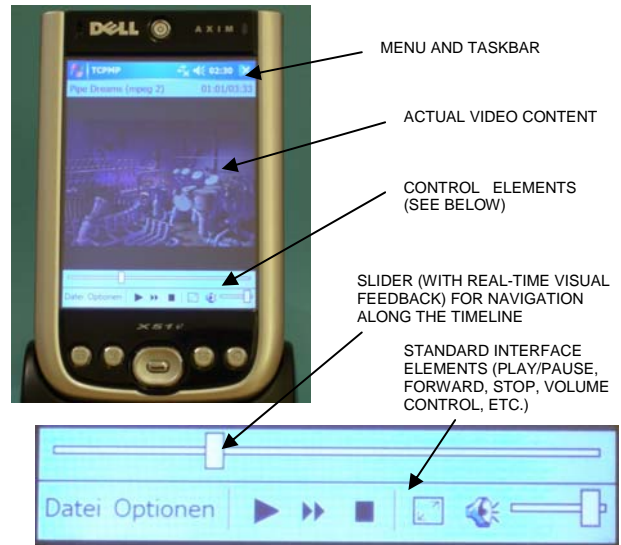 DELL AXIM
TCPMP 02:30
Pipe Dreams (mpeg 2) 01:01/03:33
Datei Optionen
X51v
MENU AND TASKBAR
ACTUAL VIDEO CONTENT
CONTROL ELEMENTS
(SEE BELOW)
SLIDER (WITH REAL-TIME VISUAL
FEEDBACK) FOR NAVIGATION
ALONG THE TIMELINE
STANDARD INTERFACE
ELEMENTS (PLAY/PAUSE,
FORWARD, STOP, VOLUME
CONTROL, ETC.)
Datei Optionen